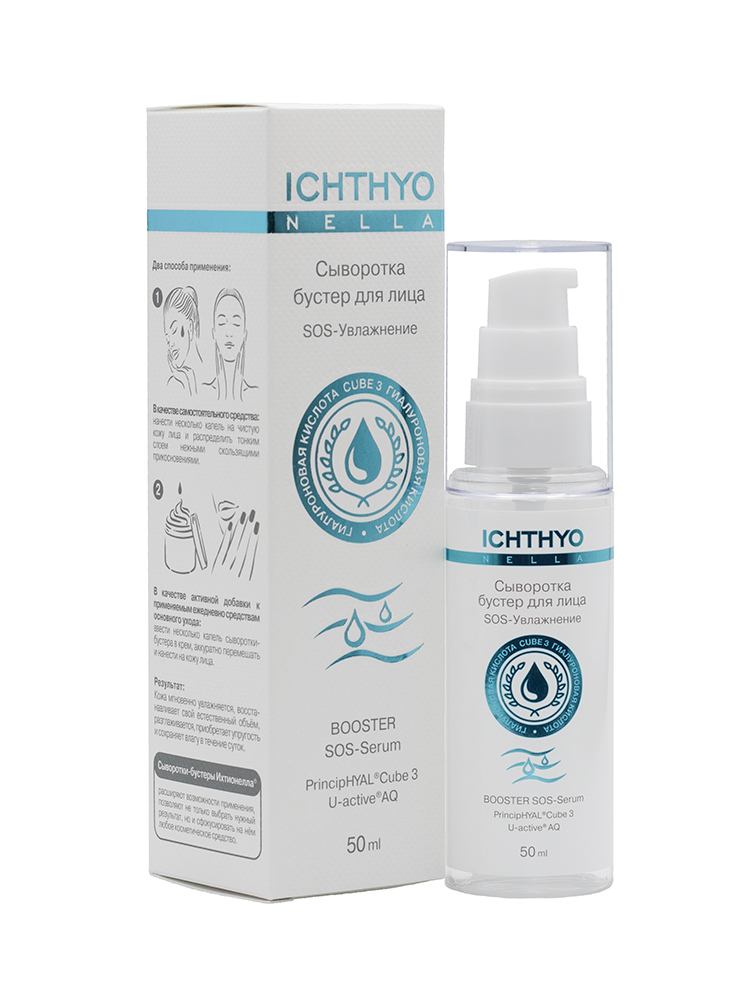 Два способа применения:
1
В качестве самостоятельного средства:
нанести несколько капель на чистую
кожу лица и распределить тонким
слоем нежными скользящими
прикосновениями.
2
В качестве активной добавки к
применяемым ежедневно средствам
основного ухода:
ввести несколько капель сыворотки-
бустера в крем, аккуратно перемешать
и нанести на кожу лица.
Результат:
Кожа мгновенно увлажняется, восста-
навливает свой естественный объём,
разглаживается, приобретает упругость
и сохраняет влагу в течение суток.
Сыворотки-бустеры Ихтионелла®
расширяют возможности применения,
позволяют не только выбрать нужный
результат, но и сфокусировать на нём
любое косметическое средство.
ICHTHYO
NELLA
Сыворотка
бустер для лица
SOS-Увлажнение
ГИАЛУРОНОВАЯ КИСЛОТА CUBE 3 ГИАЛУРОНОВАЯ КИСЛОТА •
BOOSTER
SOS-Serum
PrincipHYAL®Cube 3
U-active®AQ
50 ml
ICHTHYO
NELLA
Сыворотка
бустер для лица
SOS-Увлажнение
ГИАЛУРОНОВАЯ КИСЛОТА CUBE 3 ГИАЛУРОНОВАЯ КИСЛОТА •
BOOSTER SOS-Serum
PrincipHYAL®Cube 3
U-active®AQ
50 ml